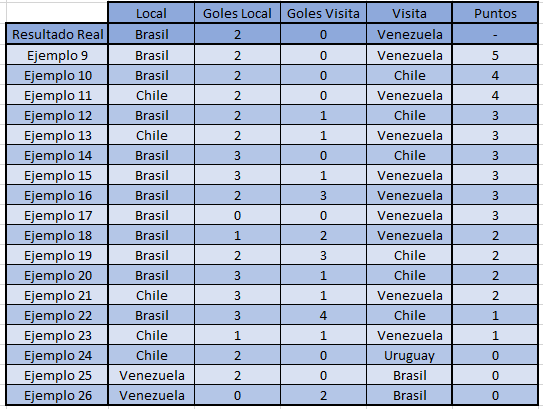 Local Goles Local Goles Visita Visita Puntos
Resultado Real Brasil 2 0 Venezuela -
Ejemplo 9 Brasil 2 0 Venezuela 5
Ejemplo 10 Brasil 2 0 Chile 4
Ejemplo 11 Chile 2 0 Venezuela 4
Ejemplo 12 Brasil 2 1 Chile 3
Ejemplo 13 Chile 2 1 Venezuela 3
Ejemplo 14 Brasil 3 0 Chile 3
Ejemplo 15 Brasil 3 1 Venezuela 3
Ejemplo 16 Brasil 2 3 Venezuela 3
Ejemplo 17 Brasil 0 0 Venezuela 3
Ejemplo 18 Brasil 1 2 Venezuela 2
Ejemplo 19 Brasil 2 3 Chile 2
Ejemplo 20 Brasil 3 1 Chile 2
Ejemplo 21 Chile 3 1 Venezuela 2
Ejemplo 22 Brasil 3 4 Chile 1
Ejemplo 23 Chile 1 1 Venezuela 1
Ejemplo 24 Chile 2 0 Uruguay 0
Ejemplo 25 Venezuela 2 0 Brasil 0
Ejemplo 26 Venezuela 0 2 Brasil 0